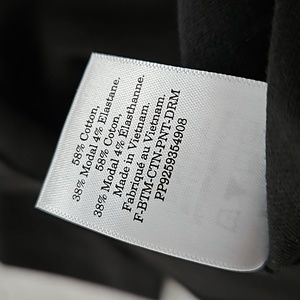 58% Cotton,
38% Modal 4% Elastane.
58% Coton,
38% Modal 4% Élasthanne.
Made in Vietnam.
Fabriqué au Vietnam.
F-BTM-CTN-PNT-DRM
PP92593354908